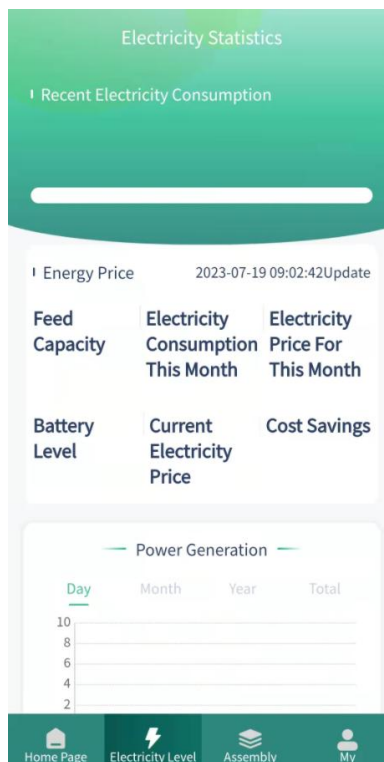 Electricity Statistics
Recent Electricity Consumption
Energy Price 2023-07-19 09:02:42Update
Feed Electricity Electricity
Capacity Consumption Price For
This Month This Month
Battery Current Cost Savings
Level Electricity
Price
Power Generation
Day Month Year Total
10
8
6
4
2
Home Page Electricity Level Assembly My